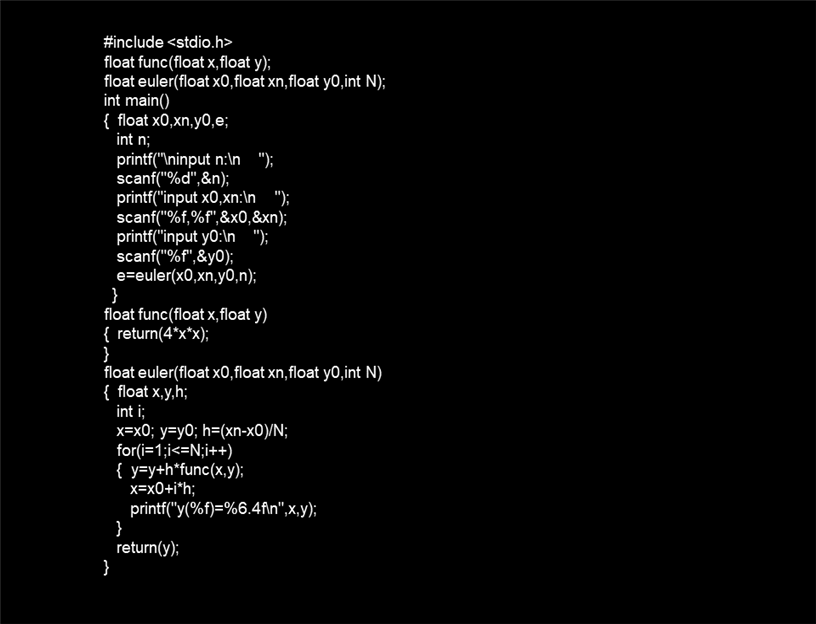 #include <stdio.h>
float func(float x,float y);
float euler(float x0,float xn,float y0,int N);
int main()
{  float x0,xn,y0,e;
   int n;
   printf("\ninput n:\n    ");
   scanf("%d",&n);
   printf("input x0,xn:\n    ");
   scanf("%f,%f",&x0,&xn);
   printf("input y0:\n    ");
   scanf("%f",&y0);
   e=euler(x0,xn,y0,n);
  }
float func(float x,float y)
{  return(4*x*x);
}
float euler(float x0,float xn,float y0,int N)
{  float x,y,h;
   int i;
   x=x0; y=y0; h=(xn-x0)/N;
   for(i=1;i<=N;i++)
   {  y=y+h*func(x,y);
      x=x0+i*h;
      printf("y(%f)=%6.4f\n",x,y);
   }
   return(y);
}